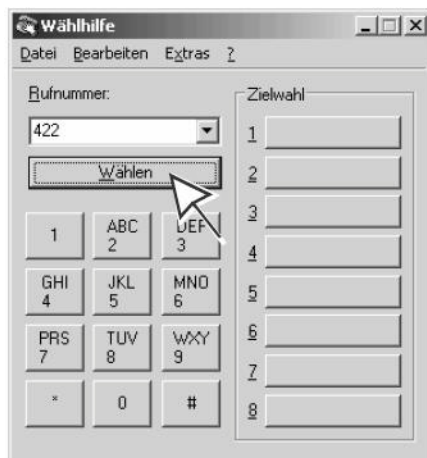 Wählhilfe
Datei Bearbeiten Extras ?
Rufnummer:
422
Wählen
1
ABC
2
DEF
3
GHI
4
JKL
5
MNO
6
PRS
7
TUV
8
WXY
9
*
0
#
Zielwahl
1
2
3
4
5
6
7
8